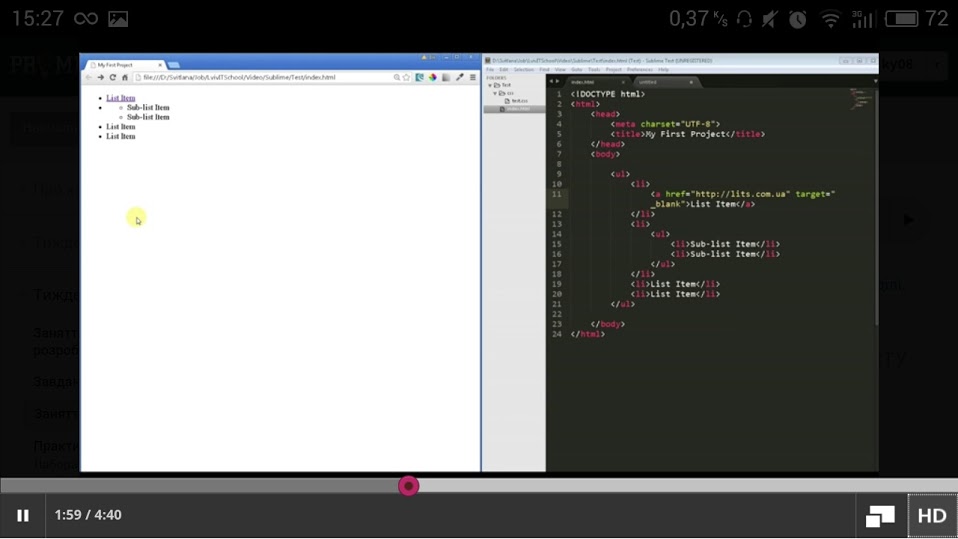 15:27
0,37 K/s
3G
72
My First Project
file:///D:/Svitlana/Job/LvivITSchool/Video/Sublime/Test/index.html
List Item
Sub-list Item
Sub-list Item
List Item
List Item
D:\Svitlana\Job\LvivITSchool\Video\Sublime\Test\index.html (Test) - Sublime Text (UNREGISTERED)
File Edit Selection Find View Goto Tools Project Preferences Help
FOLDERS
Test
css
test.css
index.html
index.html
untitled
1 <!DOCTYPE html>
2 <html>
3 <head>
4 <meta charset="UTF-8">
5 <title>My First Project</title>
6 </head>
7 <body>
8
9 <ul>
10 <li>
11 <a href="http://lits.com.ua" target="
_blank">List Item</a>
12 </li>
13 <li>
14 <ul>
15 <li>Sub-list Item</li>
16 <li>Sub-list Item</li>
17 </ul>
18 </li>
19 <li>List Item</li>
20 <li>List Item</li>
21 </ul>
22
23 </body>
24 </html>
1:59 / 4:40
HD